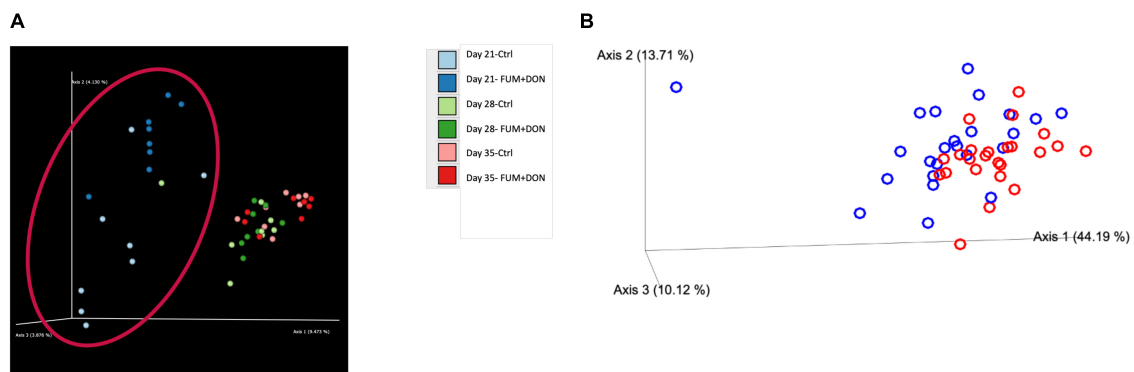 A
B
Axis 2 (4.130 %)
Axis 3 (3.876 %)
Axis 1 (9.473 %)
Day 21-Ctrl
Day 21- FUM+DON
Day 28-Ctrl
Day 28- FUM+DON
Day 35-Ctrl
Day 35- FUM+DON
Axis 2 (13.71 %)
Axis 1 (44.19 %)
Axis 3 (10.12 %)